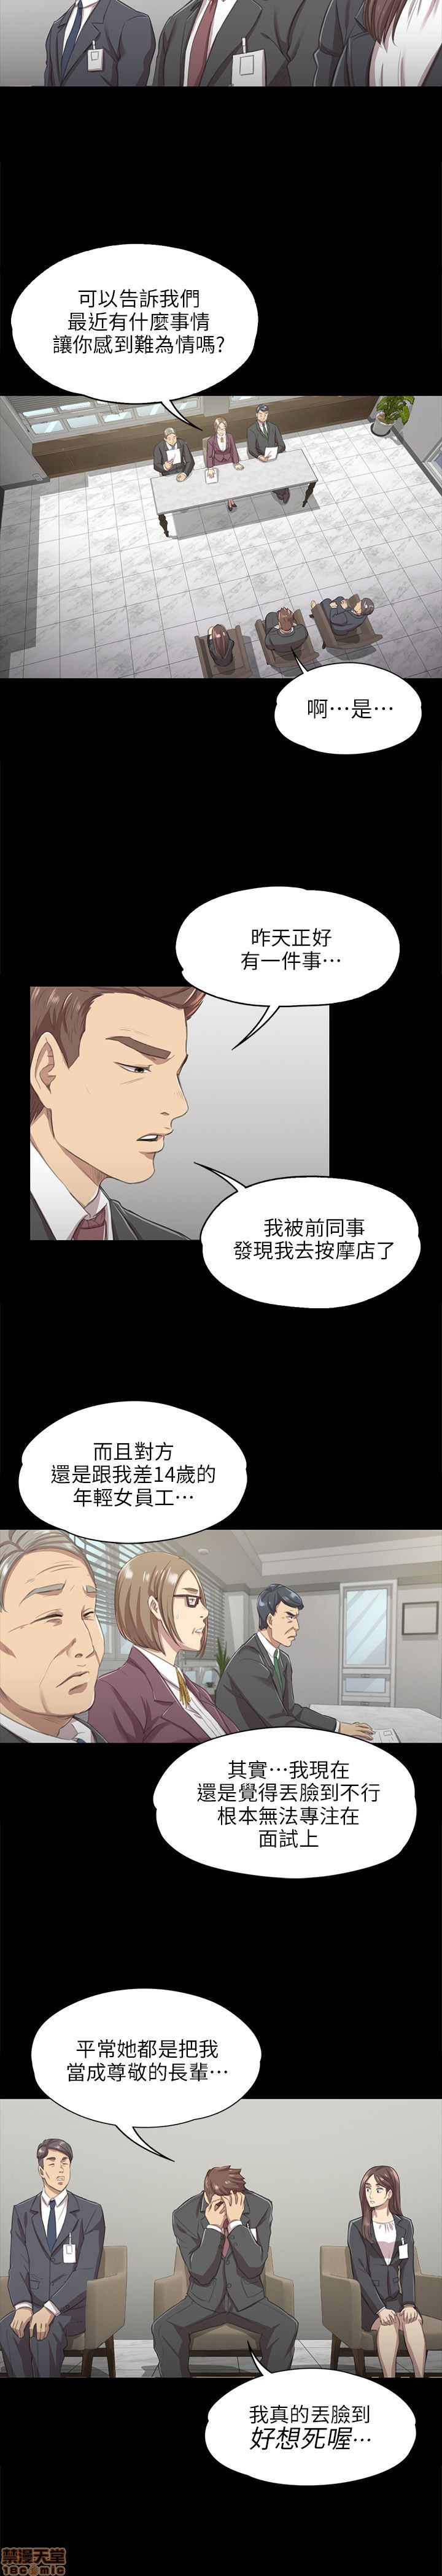 可以告訴我們
最近有什麼事情
讓你感到難為情嗎?
啊…是…
昨天正好
有一件事…
我被前同事
發現我去按摩店了
而且對方
還是跟我差14歲的
年輕女員工…
其實…我現在
還是覺得丟臉到不行
根本無法專注在
面試上
平常她都是把我
當成尊敬的長輩…
我真的丟臉到
好想死喔…
禁漫天堂
18comic